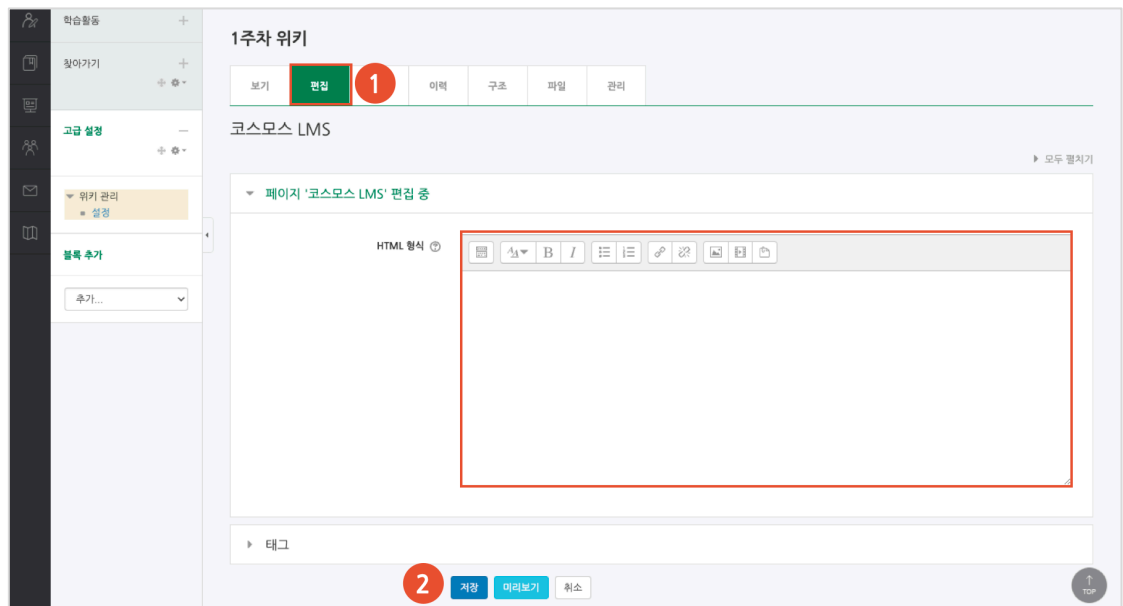 학습활동
찾아가기
고급 설정
위키 관리
설정
블록 추가
추가...
1주차 위키
보기 편집 1 이력 구조 파일 관리
코스모스 LMS
모두 펼치기
페이지 '코스모스 LMS' 편집 중
HTML 형식
B I
태그
2 저장 미리보기 취소
TOP